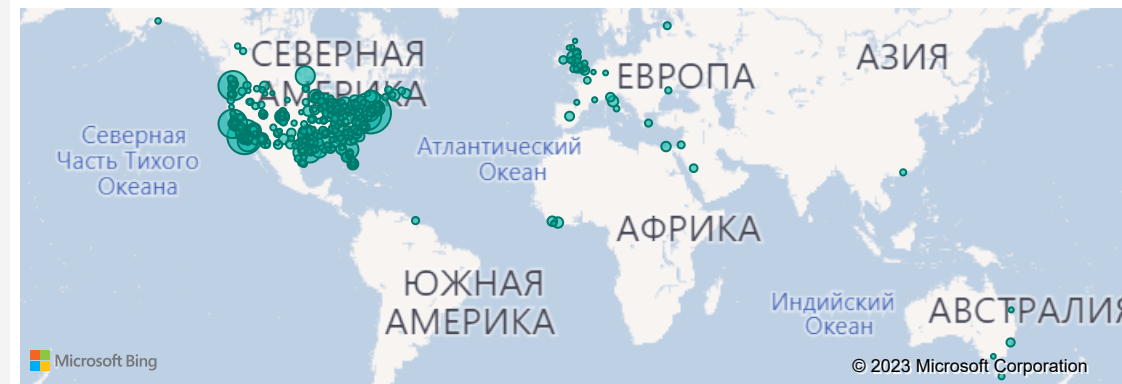 СЕВЕРНАЯ
АМЕРИКА
ЕВРОПА
АЗИЯ
Северная
Часть Тихого
Океана
Атлантический
Океан
АФРИКА
ЮЖНАЯ
АМЕРИКА
Индийский
Океан
АВСТРАЛИЯ
Microsoft Bing
© 2023 Microsoft Corporation